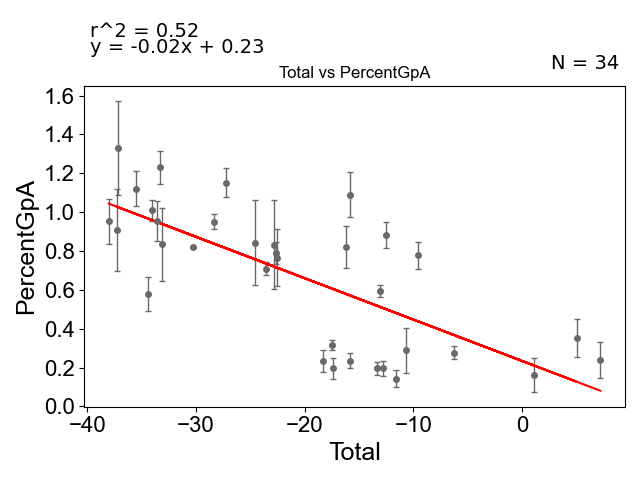 r^2 = 0.52
y = -0.02x + 0.23
N = 34
Total vs PercentGpA
1.6
1.4
1.2
1.0
0.8
0.6
0.4
0.2
0.0
PercentGpA
−40
−30
−20
−10
0
Total